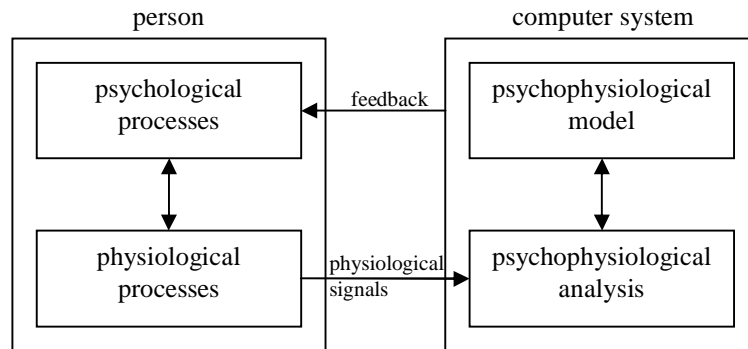 person
computer system
psychological
processes
feedback
psychophysiological
model
physiological
processes
physiological
signals
psychophysiological
analysis